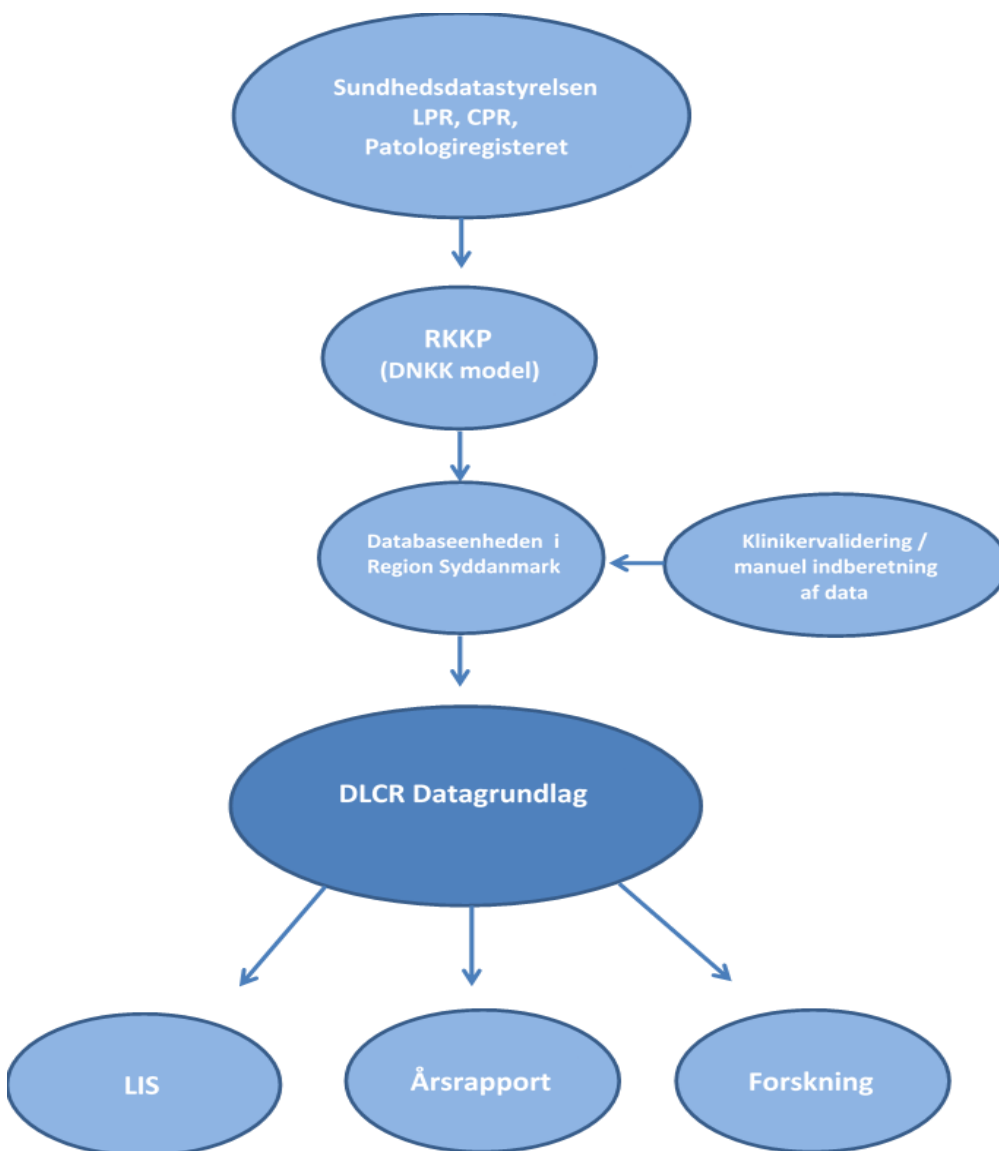 Sundhedsdatastyrelsen
LPR, CPR,
Patologiregisteret
RKKP
(DNKK model)
Databaseenheden i
Region Syddanmark
Klinikervalidering /
manuel indberetning
af data
DLCR Datagrundlag
LIS
Årsrapport
Forskning